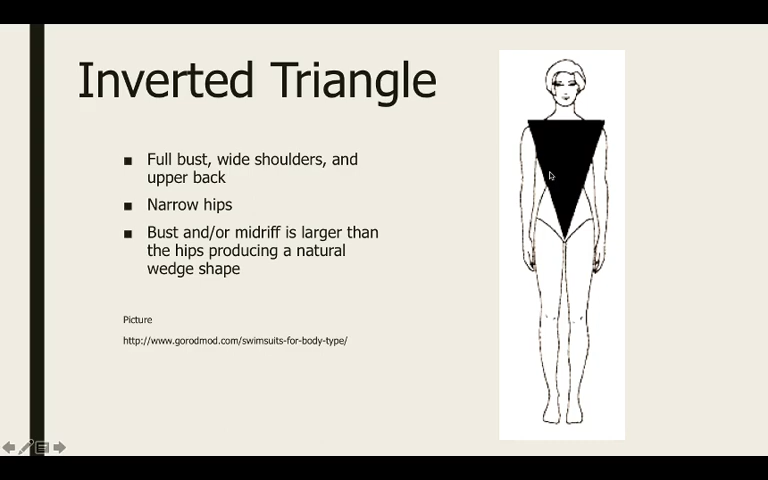 Inverted Triangle
■ Full bust, wide shoulders, and
upper back
■ Narrow hips
■ Bust and/or midriff is larger than
the hips producing a natural
wedge shape
Picture
http://www.gorodmod.com/swimsuits-for-body-type/